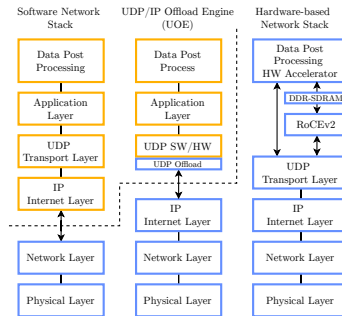 Software Network
Stack
Data Post
Processing
Application
Layer
UDP
Transport Layer
IP
Internet Layer
Network Layer
Physical Layer
UDP/IP Offload Engine
(UOE)
Data Post
Process
Application
Layer
UDP SW/HW
UDP Offload
IP
Internet Layer
Network Layer
Physical Layer
Hardware-based
Network Stack
Data Post
Processing
HW Accelerator
DDR-SDRAM
RoCEv2
UDP
Transport Layer
IP
Internet Layer
Network Layer
Physical Layer